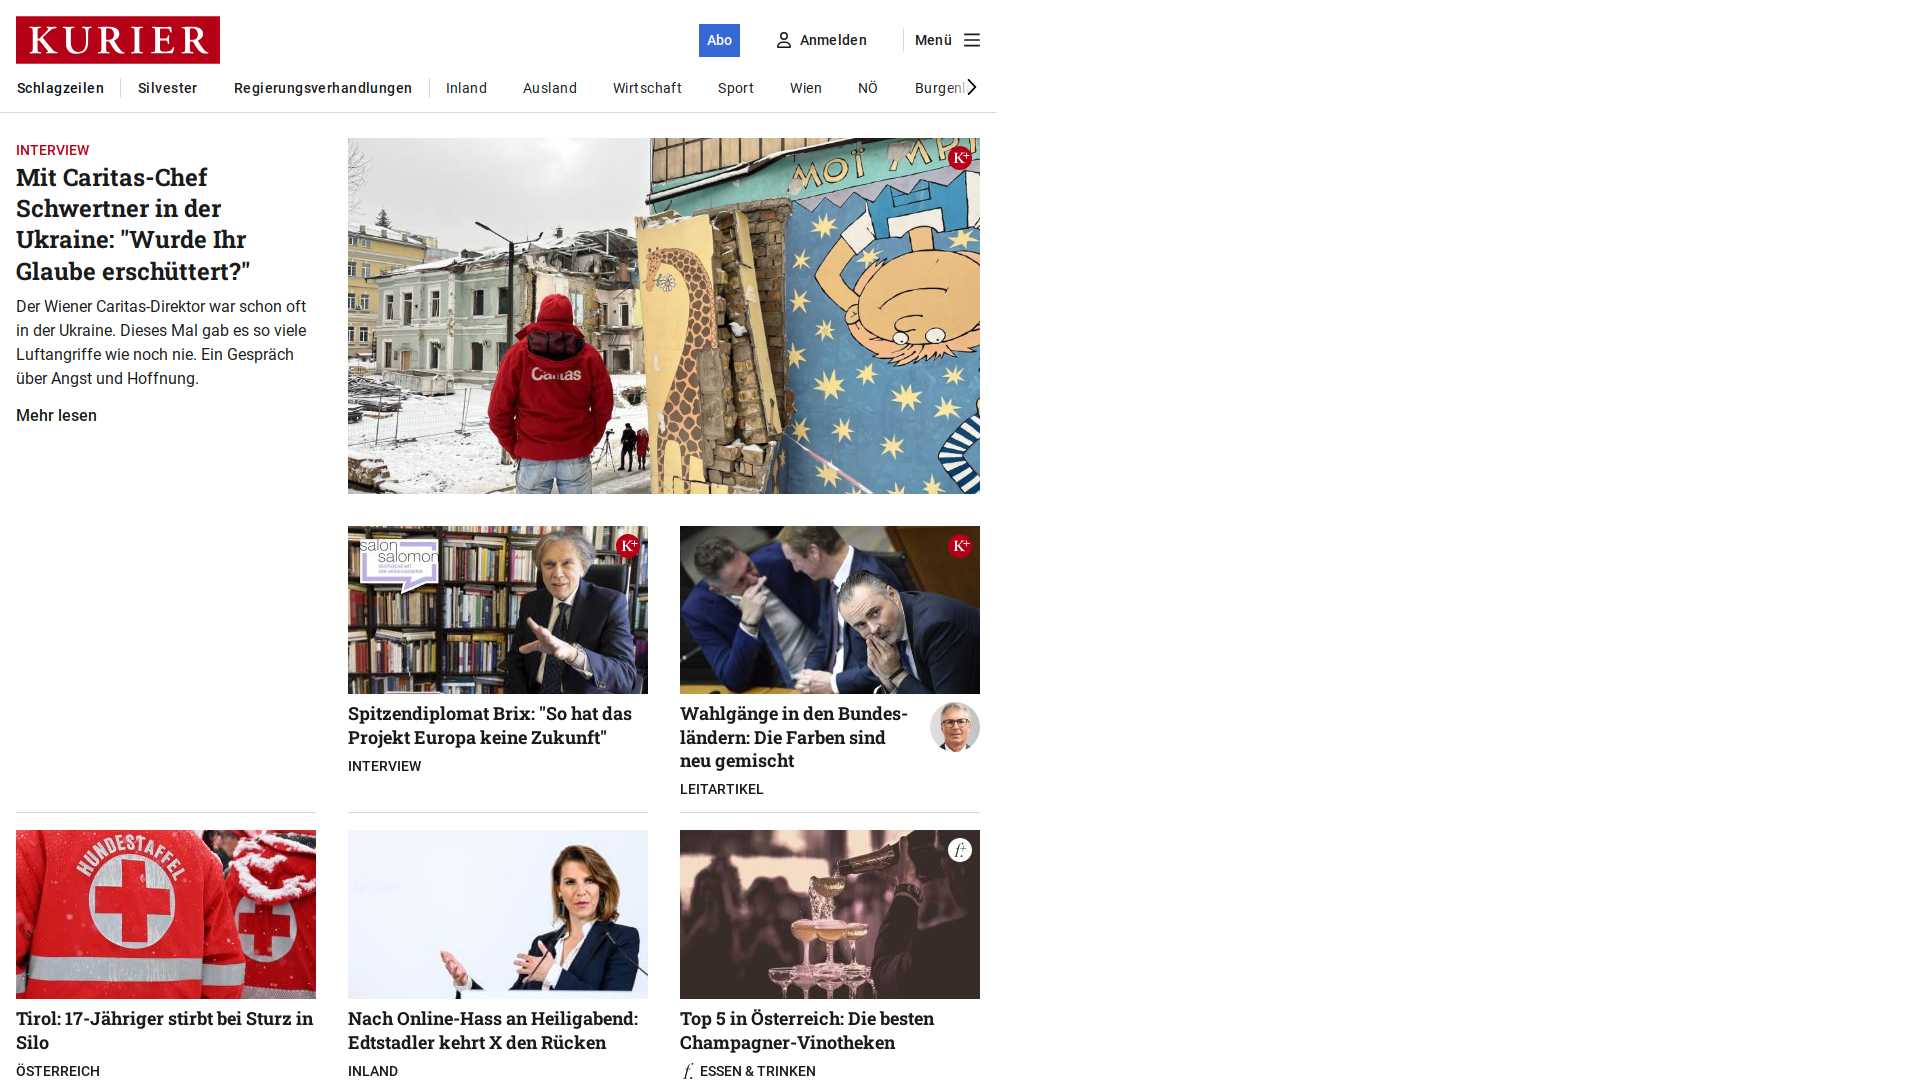 KURIER
Abo
Anmelden
Menü
Schlagzeilen
Silvester
Regierungsverhandlungen
Inland
Ausland
Wirtschaft
Sport
Wien
NÖ
INTERVIEW
Mit Caritas-Chef
Schwertner in der
Ukraine: "Wurde Ihr
Glaube erschüttert?"
Der Wiener Caritas-Direktor war schon oft
in der Ukraine. Dieses Mal gab es so viele
Luftangriffe wie noch nie. Ein Gespräch
über Angst und Hoffnung.
Mehr lesen
МОЇ МРІ
K+
Caritas
salon
salomon
K+
K+
Spitzendiplomat Brix: "So hat das
Projekt Europa keine Zukunft"
INTERVIEW
Wahlgänge in den Bundes-
ländern: Die Farben sind
neu gemischt
LEITARTIKEL
HUNDESTAFFEL
f+
Tirol: 17-Jähriger stirbt bei Sturz in
Silo
ÖSTERREICH
Nach Online-Hass an Heiligabend:
Edtstadler kehrt X den Rücken
INLAND
Top 5 in Österreich: Die besten
Champagner-Vinotheken
f. ESSEN & TRINKEN